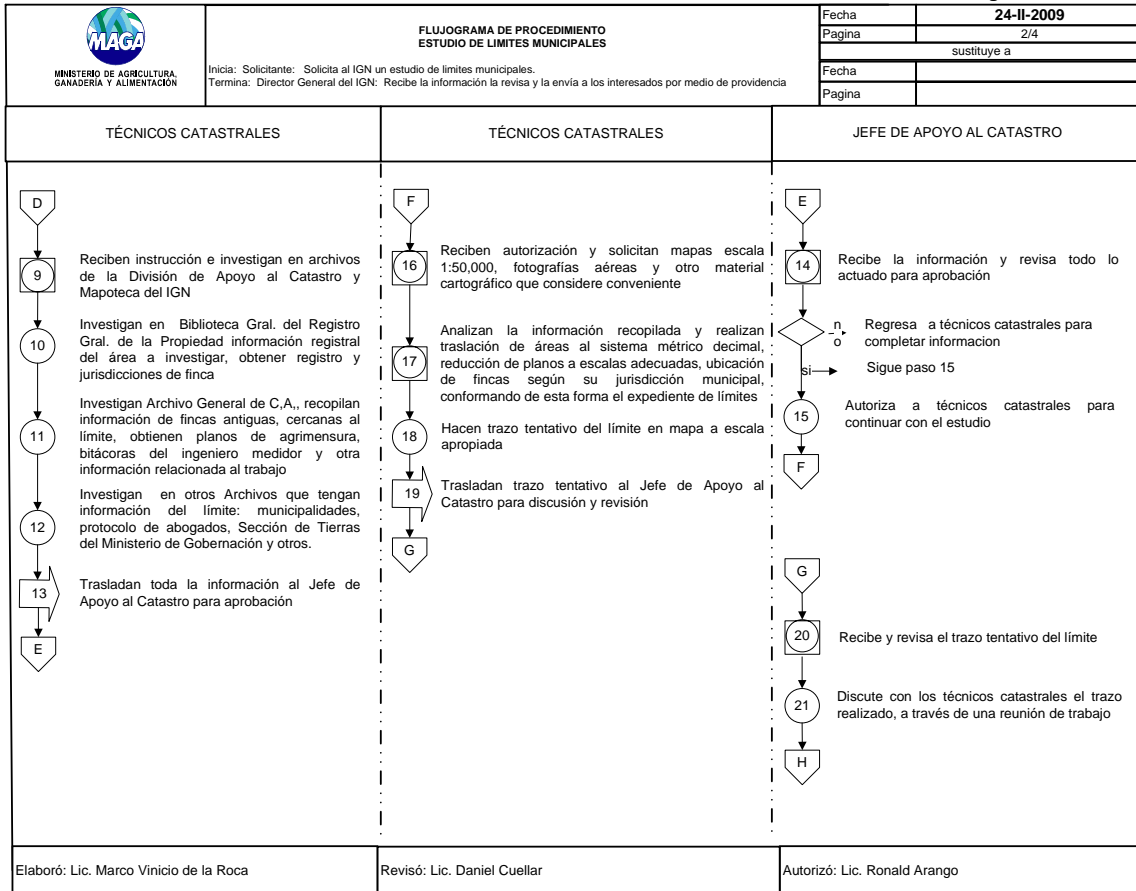 MAGA
MINISTERIO DE AGRICULTURA,
GANADERÍA Y ALIMENTACIÓN
FLUJOGRAMA DE PROCEDIMIENTO
ESTUDIO DE LIMITES MUNICIPALES
Inicia: Solicitante: Solicita al IGN un estudio de limites municipales.
Termina: Director General del IGN: Recibe la información la revisa y la envía a los interesados por medio de providencia
Fecha 24-II-2009
Pagina 2/4
sustituye a
Fecha
Pagina
TÉCNICOS CATASTRALES
D
9
Reciben instrucción e investigan en archivos
de la División de Apoyo al Catastro y
Mapoteca del IGN
10
Investigan en Biblioteca Gral. del Registro
Gral. de la Propiedad información registral
del área a investigar, obtener registro y
jurisdicciones de finca
11
Investigan Archivo General de C,A,, recopilan
información de fincas antiguas, cercanas al
límite, obtienen planos de agrimensura,
bitácoras del ingeniero medidor y otra
información relacionada al trabajo
12
Investigan en otros Archivos que tengan
información del límite: municipalidades,
protocolo de abogados, Sección de Tierras
del Ministerio de Gobernación y otros.
13
Trasladan toda la información al Jefe de
Apoyo al Catastro para aprobación
E
TÉCNICOS CATASTRALES
F
16
Reciben autorización y solicitan mapas escala
1:50,000, fotografías aéreas y otro material
cartográfico que considere conveniente
17
Analizan la información recopilada y realizan
traslación de áreas al sistema métrico decimal,
reducción de planos a escalas adecuadas, ubicación
de fincas según su jurisdicción municipal,
conformando de esta forma el expediente de límites
18
Hacen trazo tentativo del límite en mapa a escala
apropiada
19
Trasladan trazo tentativo al Jefe de Apoyo al
Catastro para discusión y revisión
G
JEFE DE APOYO AL CATASTRO
E
14
Recibe la información y revisa todo lo
actuado para aprobación
n
o
Regresa a técnicos catastrales para
completar informacion
si
Sigue paso 15
15
Autoriza a técnicos catastrales para
continuar con el estudio
F
G
20
Recibe y revisa el trazo tentativo del límite
21
Discute con los técnicos catastrales el trazo
realizado, a través de una reunión de trabajo
H
Elaboró: Lic. Marco Vinicio de la Roca
Revisó: Lic. Daniel Cuellar
Autorizó: Lic. Ronald Arango